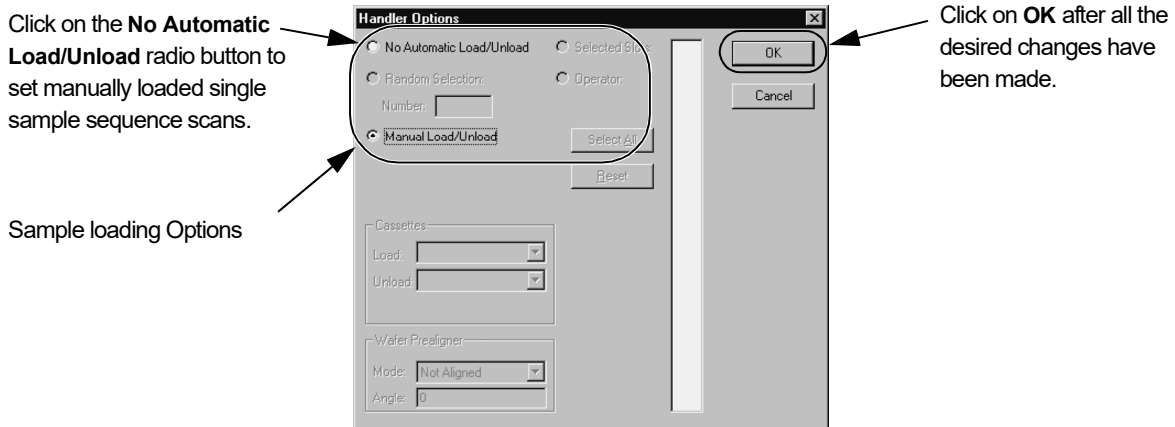 Click on the No Automatic
Load/Unload radio button to
set manually loaded single
sample sequence scans.
Sample loading Options
Handler Options
No Automatic Load/Unload
Selected Slots:
Random Selection:
Operator:
Number:
Manual Load/Unload
Select All
Reset
Cassettes
Load:
Unload:
Wafer Prealigner
Mode: Not Aligned
Angle: 0
OK
Cancel
Click on OK after all the
desired changes have
been made.